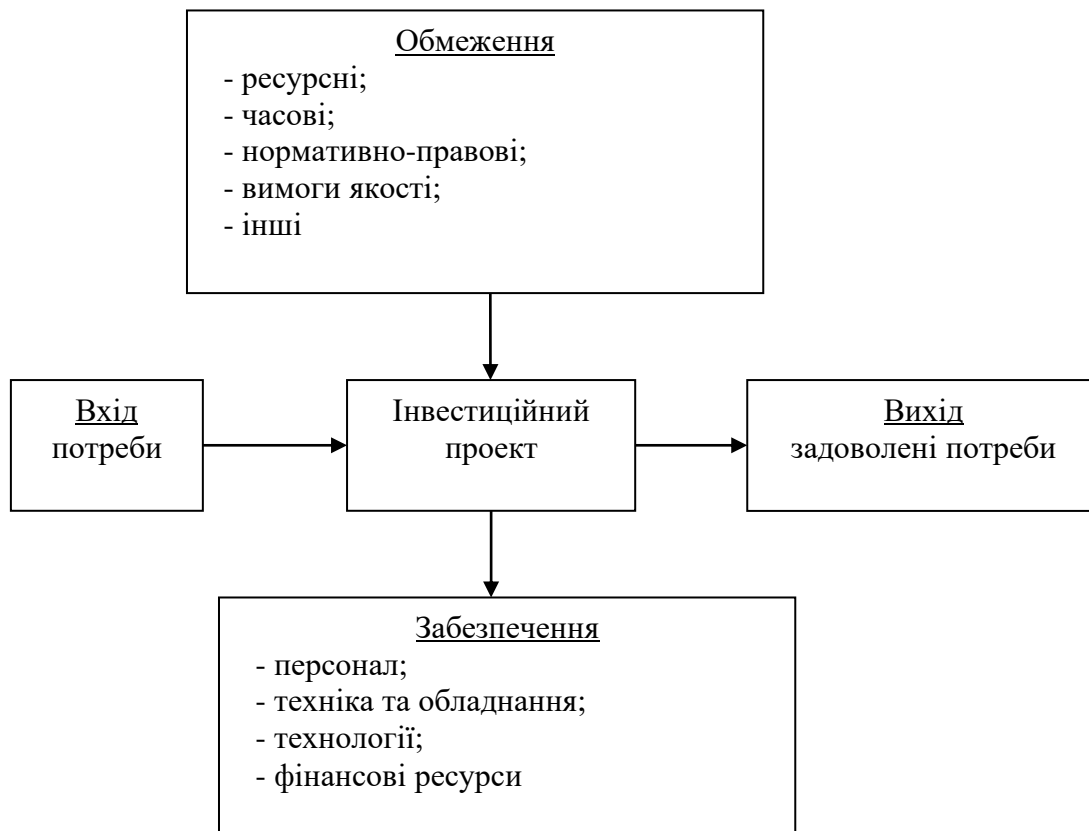 Обмеження
- ресурсні;
- часові;
- нормативно-правові;
- вимоги якості;
- інші
Вхід
потреби
Інвестиційний
проект
Вихід
задоволені потреби
Забезпечення
- персонал;
- техніка та обладнання;
- технології;
- фінансові ресурси